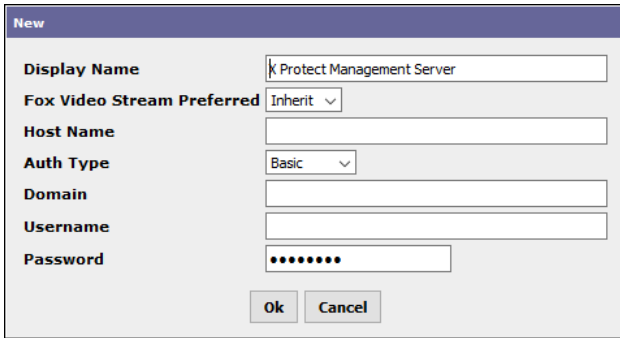 New
Display Name X Protect Management Server
Fox Video Stream Preferred Inherit
Host Name
Auth Type Basic
Domain
Username
Password ••••••••
Ok Cancel